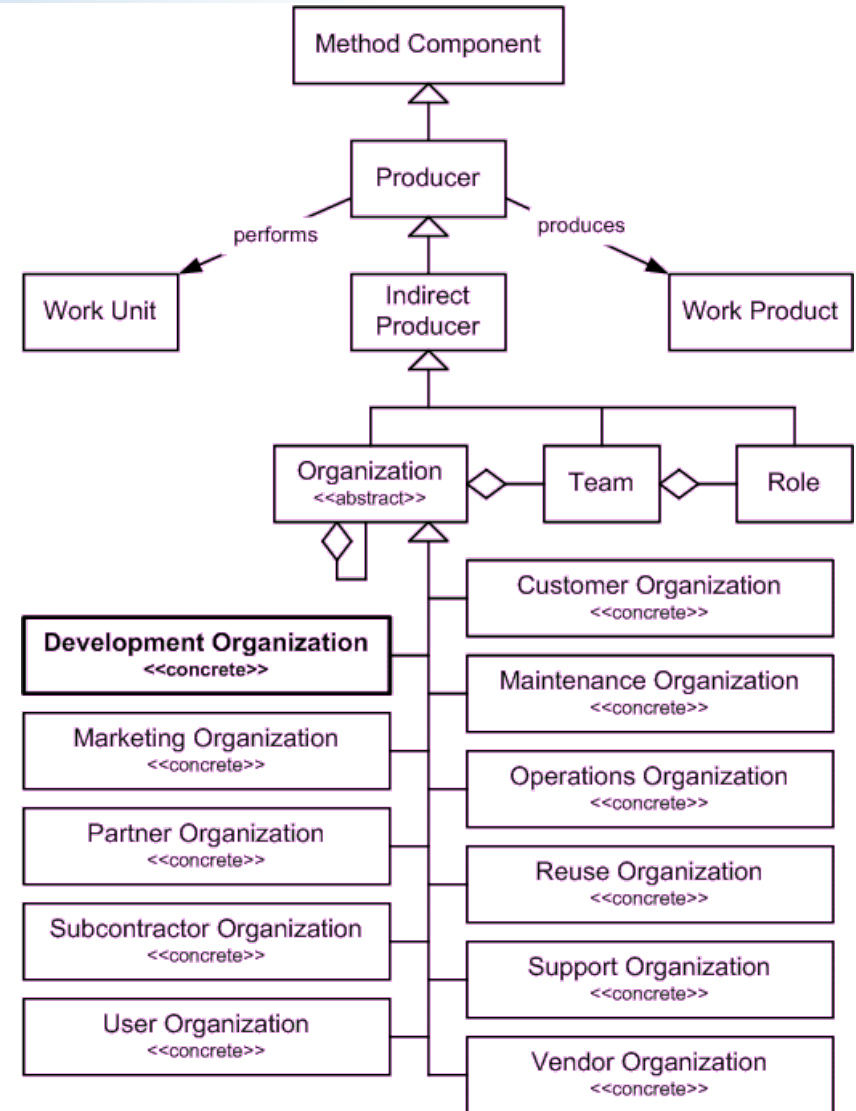 Method Component
Producer
performs
produces
Work Unit
Indirect
Producer
Work Product
Organization
<<abstract>>
Team
Role
Customer Organization
<<concrete>>
Development Organization
<<concrete>>
Maintenance Organization
<<concrete>>
Marketing Organization
<<concrete>>
Operations Organization
<<concrete>>
Partner Organization
<<concrete>>
Reuse Organization
<<concrete>>
Subcontractor Organization
<<concrete>>
Support Organization
<<concrete>>
User Organization
<<concrete>>
Vendor Organization
<<concrete>>